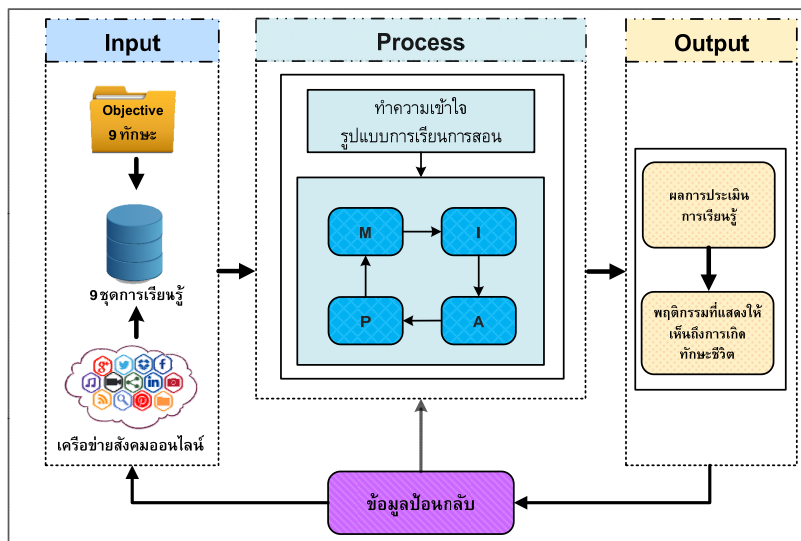 Input
Process
Output
Objective
9 ทักษะ
9 ชุดการเรียนรู้
เครือข่ายสังคมออนไลน์
ทำความเข้าใจ
รูปแบบการเรียนการสอน
M
I
P
A
ผลการประเมิน
การเรียนรู้
พฤติกรรมที่แสดงให้
เห็นถึงการเกิด
ทักษะชีวิต
ข้อมูลป้อนกลับ